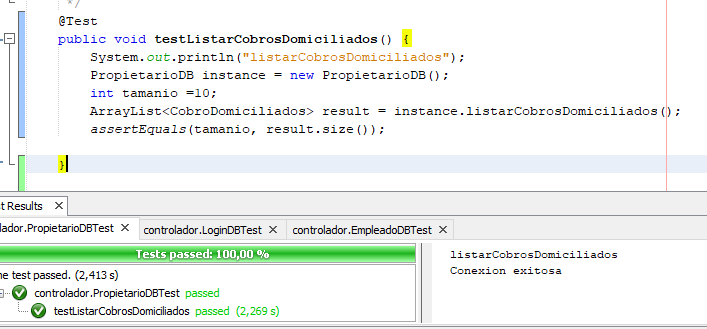 */
@Test
public void testListarCobrosDomiciliados() {
System.out.println("listarCobrosDomiciliados");
PropietarioDB instance = new PropietarioDB();
int tamanio =10;
ArrayList<CobroDomiciliados> result = instance.listarCobrosDomiciliados();
assertEquals(tamanio, result.size());
}
t Results
lador.PropietarioDBTest
controlador.LoginDBTest
controlador.EmpleadoDBTest
Tests passed: 100,00 %
ne test passed. (2,413 s)
controlador.PropietarioDBTest passed
testListarCobrosDomiciliados passed (2,269 s)
listarCobrosDomiciliados
Conexion exitosa